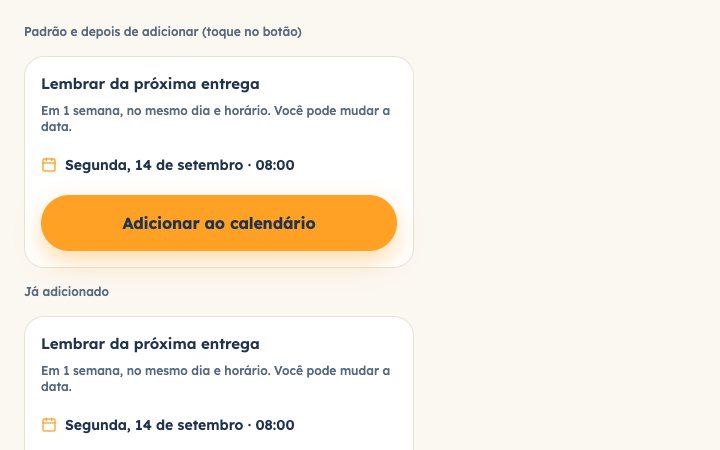 Padrão e depois de adicionar (toque no botão)
Lembrar da próxima entrega
Em 1 semana, no mesmo dia e horário. Você pode mudar a
data.
Segunda, 14 de setembro · 08:00
Adicionar ao calendário
Já adicionado
Lembrar da próxima entrega
Em 1 semana, no mesmo dia e horário. Você pode mudar a
data.
Segunda, 14 de setembro · 08:00